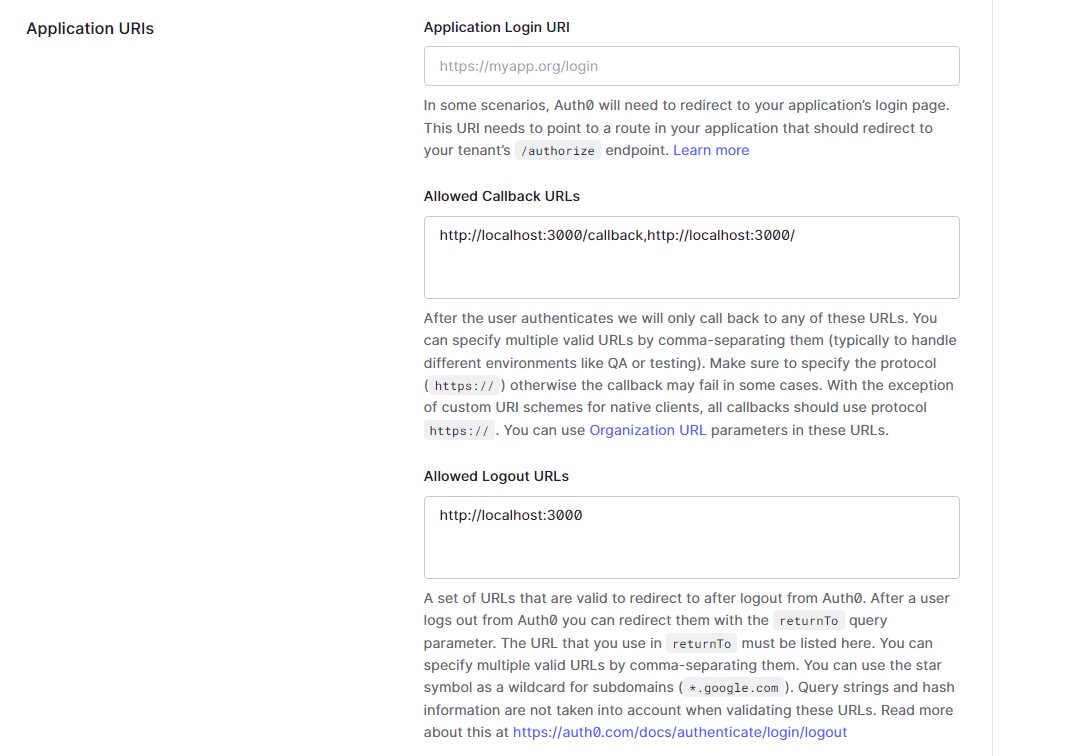 Application URIs
Application Login URI
https://myapp.org/login
In some scenarios, Auth0 will need to redirect to your application's login page.
This URI needs to point to a route in your application that should redirect to
your tenant's /authorize endpoint. Learn more
Allowed Callback URLs
http://localhost:3000/callback,http://localhost:3000/
After the user authenticates we will only call back to any of these URLs. You
can specify multiple valid URLs by comma-separating them (typically to handle
different environments like QA or testing). Make sure to specify the protocol
( https:// ) otherwise the callback may fail in some cases. With the exception
of custom URI schemes for native clients, all callbacks should use protocol
https:// . You can use Organization URL parameters in these URLs.
Allowed Logout URLs
http://localhost:3000
A set of URLs that are valid to redirect to after logout from Auth0. After a user
logs out from Auth0 you can redirect them with the returnTo query
parameter. The URL that you use in returnTo must be listed here. You can
specify multiple valid URLs by comma-separating them. You can use the star
symbol as a wildcard for subdomains ( *.google.com ). Query strings and hash
information are not taken into account when validating these URLs. Read more
about this at https://auth0.com/docs/authenticate/login/logout